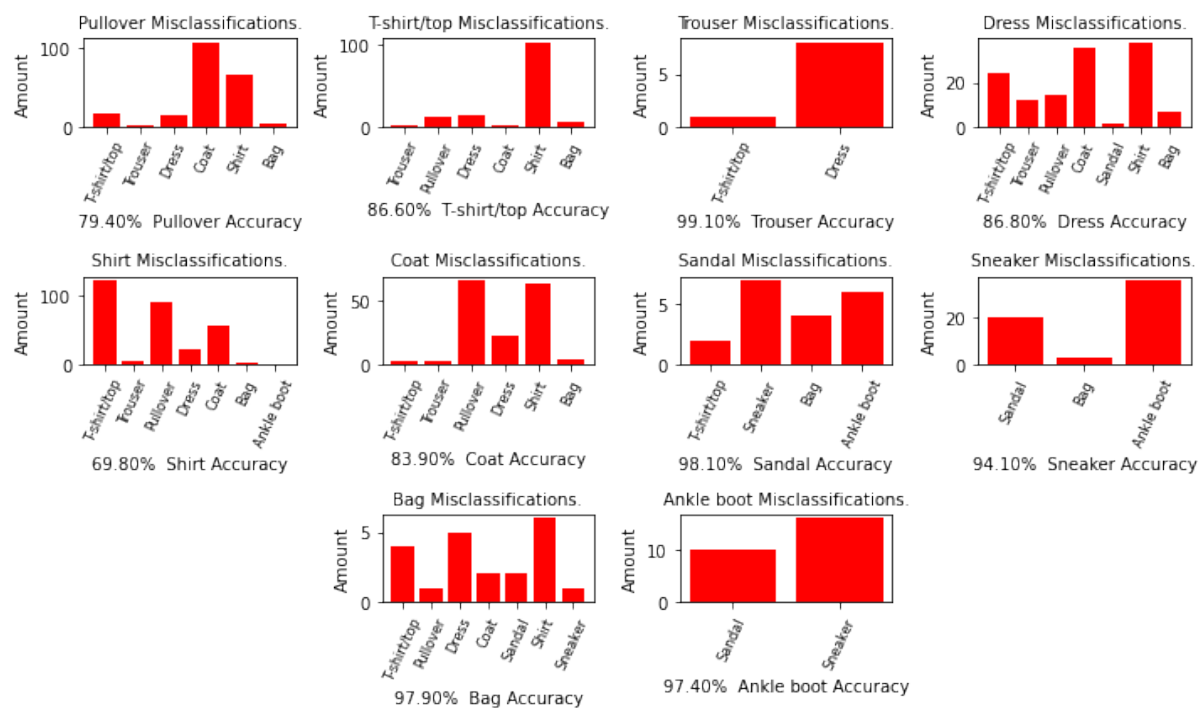 Pullover Misclassifications.
Amount
100
0
T-shirt/top
Trouser
Dress
Coat
Shirt
Bag
79.40% Pullover Accuracy
T-shirt/top Misclassifications.
Amount
100
0
Trouser
Pullover
Dress
Coat
Shirt
Bag
86.60% T-shirt/top Accuracy
Trouser Misclassifications.
Amount
5
0
T-shirt/top
Dress
99.10% Trouser Accuracy
Dress Misclassifications.
Amount
20
0
T-shirt/top
Trouser
Pullover
Coat
Sandal
Shirt
Bag
86.80% Dress Accuracy
Shirt Misclassifications.
Amount
100
0
T-shirt/top
Trouser
Pullover
Dress
Coat
Bag
Ankle boot
69.80% Shirt Accuracy
Coat Misclassifications.
Amount
50
0
T-shirt/top
Trouser
Pullover
Dress
Shirt
Bag
83.90% Coat Accuracy
Sandal Misclassifications.
Amount
5
0
T-shirt/top
Sneaker
Bag
Ankle boot
98.10% Sandal Accuracy
Sneaker Misclassifications.
Amount
20
0
Sandal
Bag
Ankle boot
94.10% Sneaker Accuracy
Bag Misclassifications.
Amount
5
0
T-shirt/top
Pullover
Dress
Coat
Sandal
Shirt
Sneaker
97.90% Bag Accuracy
Ankle boot Misclassifications.
Amount
10
0
Sandal
Sneaker
97.40% Ankle boot Accuracy